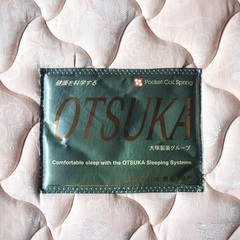 健康を科学する
Pocket Coil Spring
OTSUKA
大塚製薬グループ
Comfortable sleep with the OTSUKA Sleeping Systems.